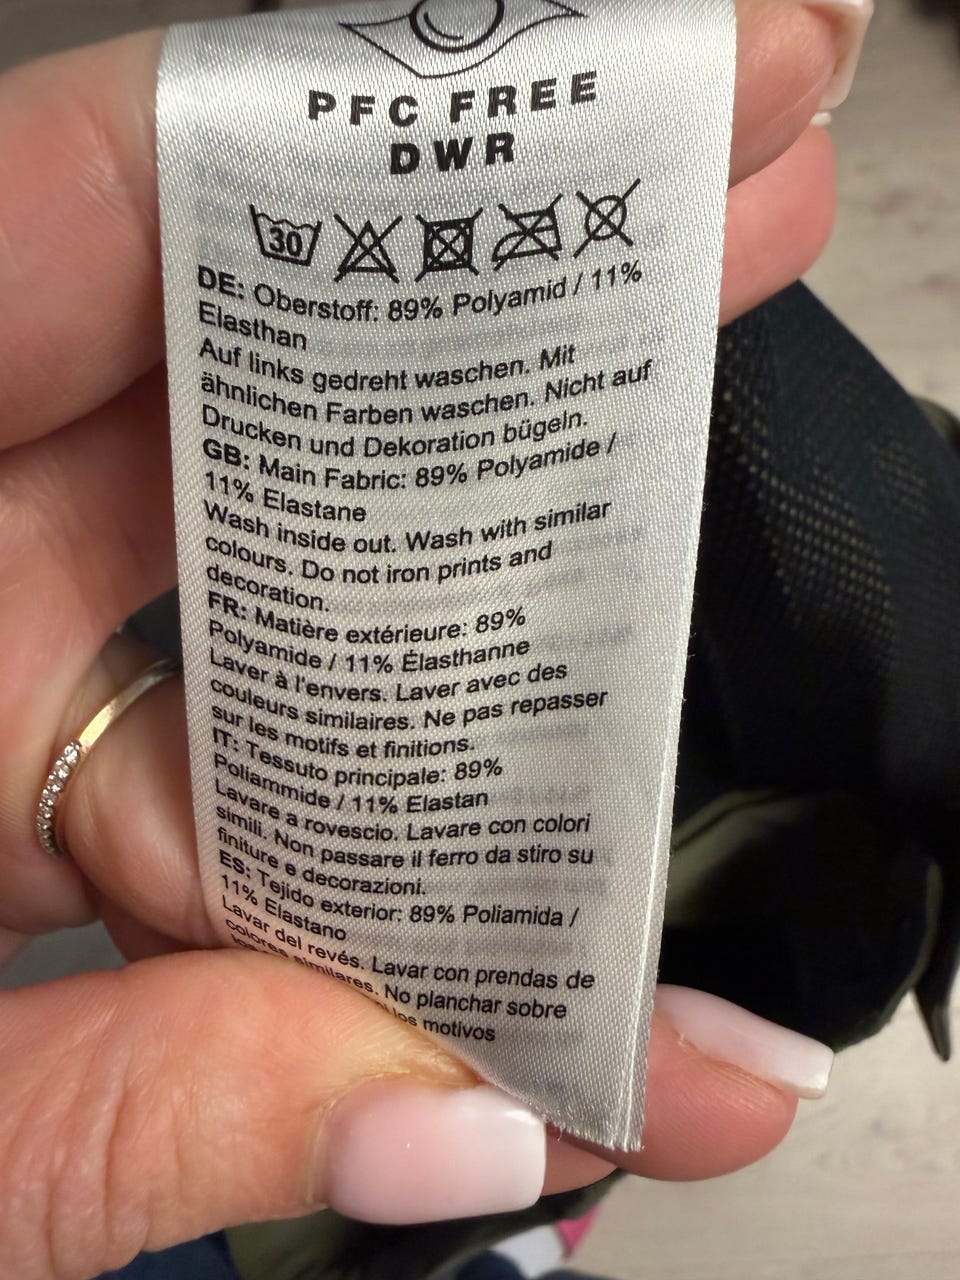 PFC FREE
DWR
30
DE: Oberstoff: 89% Polyamid / 11%
Elasthan
Auf links gedreht waschen. Mit
ähnlichen Farben waschen. Nicht auf
Drucken und Dekoration bügeln.
GB: Main Fabric: 89% Polyamide /
11% Elastane
Wash inside out. Wash with similar
colours. Do not iron prints and
decoration.
FR: Matière extérieure: 89%
Polyamide / 11% Élasthanne
Laver à l'envers. Laver avec des
couleurs similaires. Ne pas repasser
sur les motifs et finitions.
IT: Tessuto principale: 89%
Poliammide / 11% Elastan
Lavare a rovescio. Lavare con colori
simili. Non passare il ferro da stiro su
finiture e decorazioni.
ES: Tejido exterior: 89% Poliamida /
11% Elastano
Lavar del revés. Lavar con prendas de
colores similares. No planchar sobre
los motivos